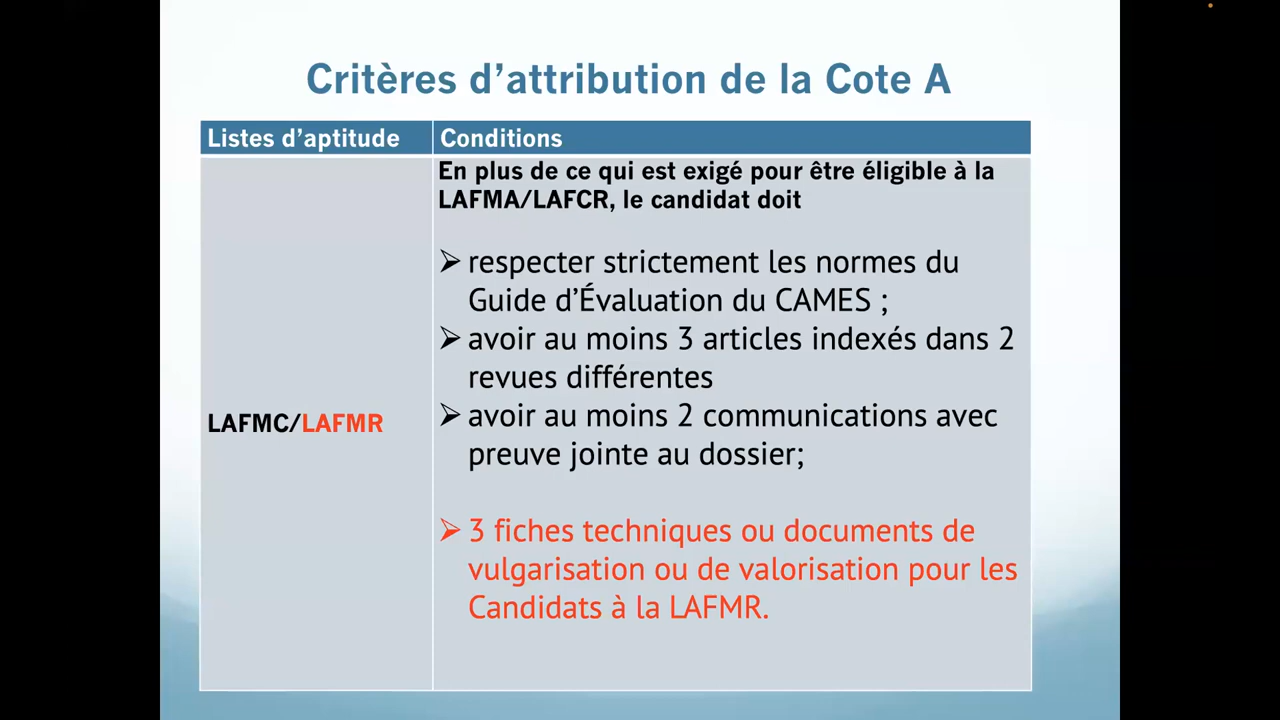 Critères d’attribution de la Cote A
Listes d’aptitude
Conditions
LAFMC/LAFMR
En plus de ce qui est exigé pour être éligible à la
LAFMA/LAFCR, le candidat doit
➢ respecter strictement les normes du
Guide d’Évaluation du CAMES ;
➢ avoir au moins 3 articles indexés dans 2
revues différentes
➢ avoir au moins 2 communications avec
preuve jointe au dossier;
➢ 3 fiches techniques ou documents de
vulgarisation ou de valorisation pour les
Candidats à la LAFMR.